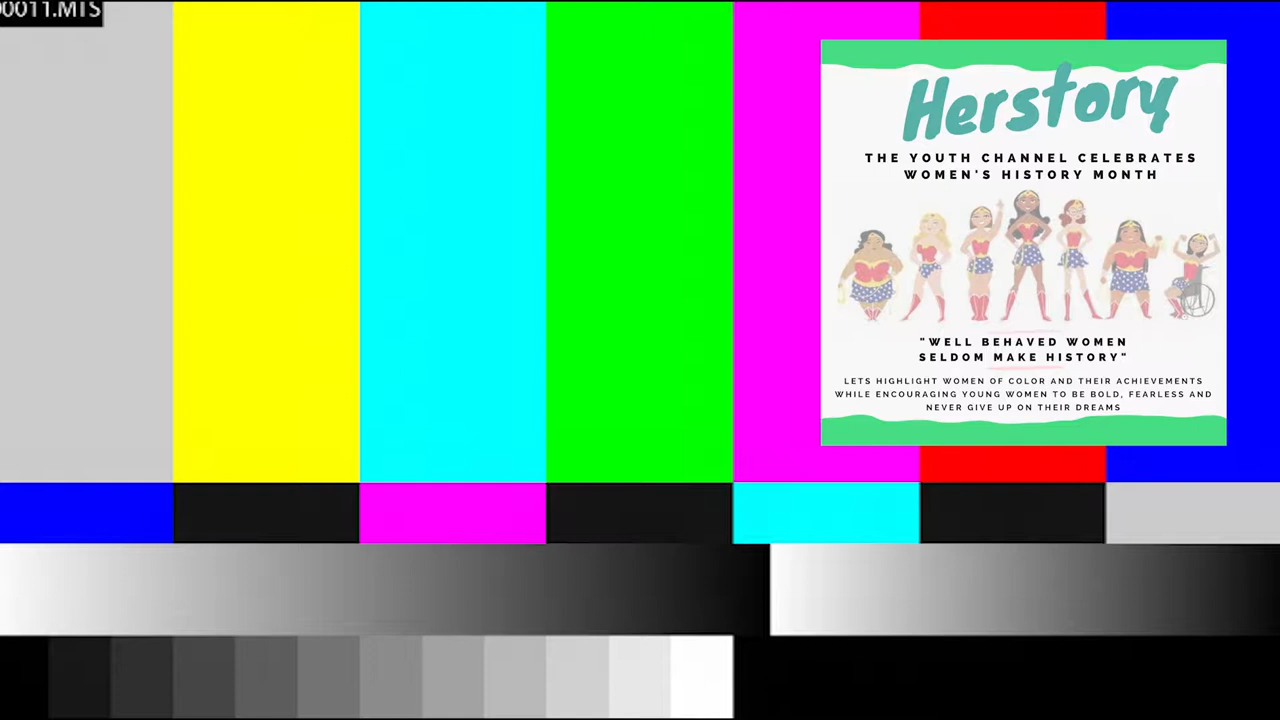 00011.MTS
Herstory
THE YOUTH CHANNEL CELEBRATES
WOMEN'S HISTORY MONTH
"WELL BEHAVED WOMEN
SELDOM MAKE HISTORY"
LETS HIGHLIGHT WOMEN OF COLOR AND THEIR ACHIEVEMENTS
WHILE ENCOURAGING YOUNG WOMEN TO BE BOLD, FEARLESS AND
NEVER GIVE UP ON THEIR DREAMS